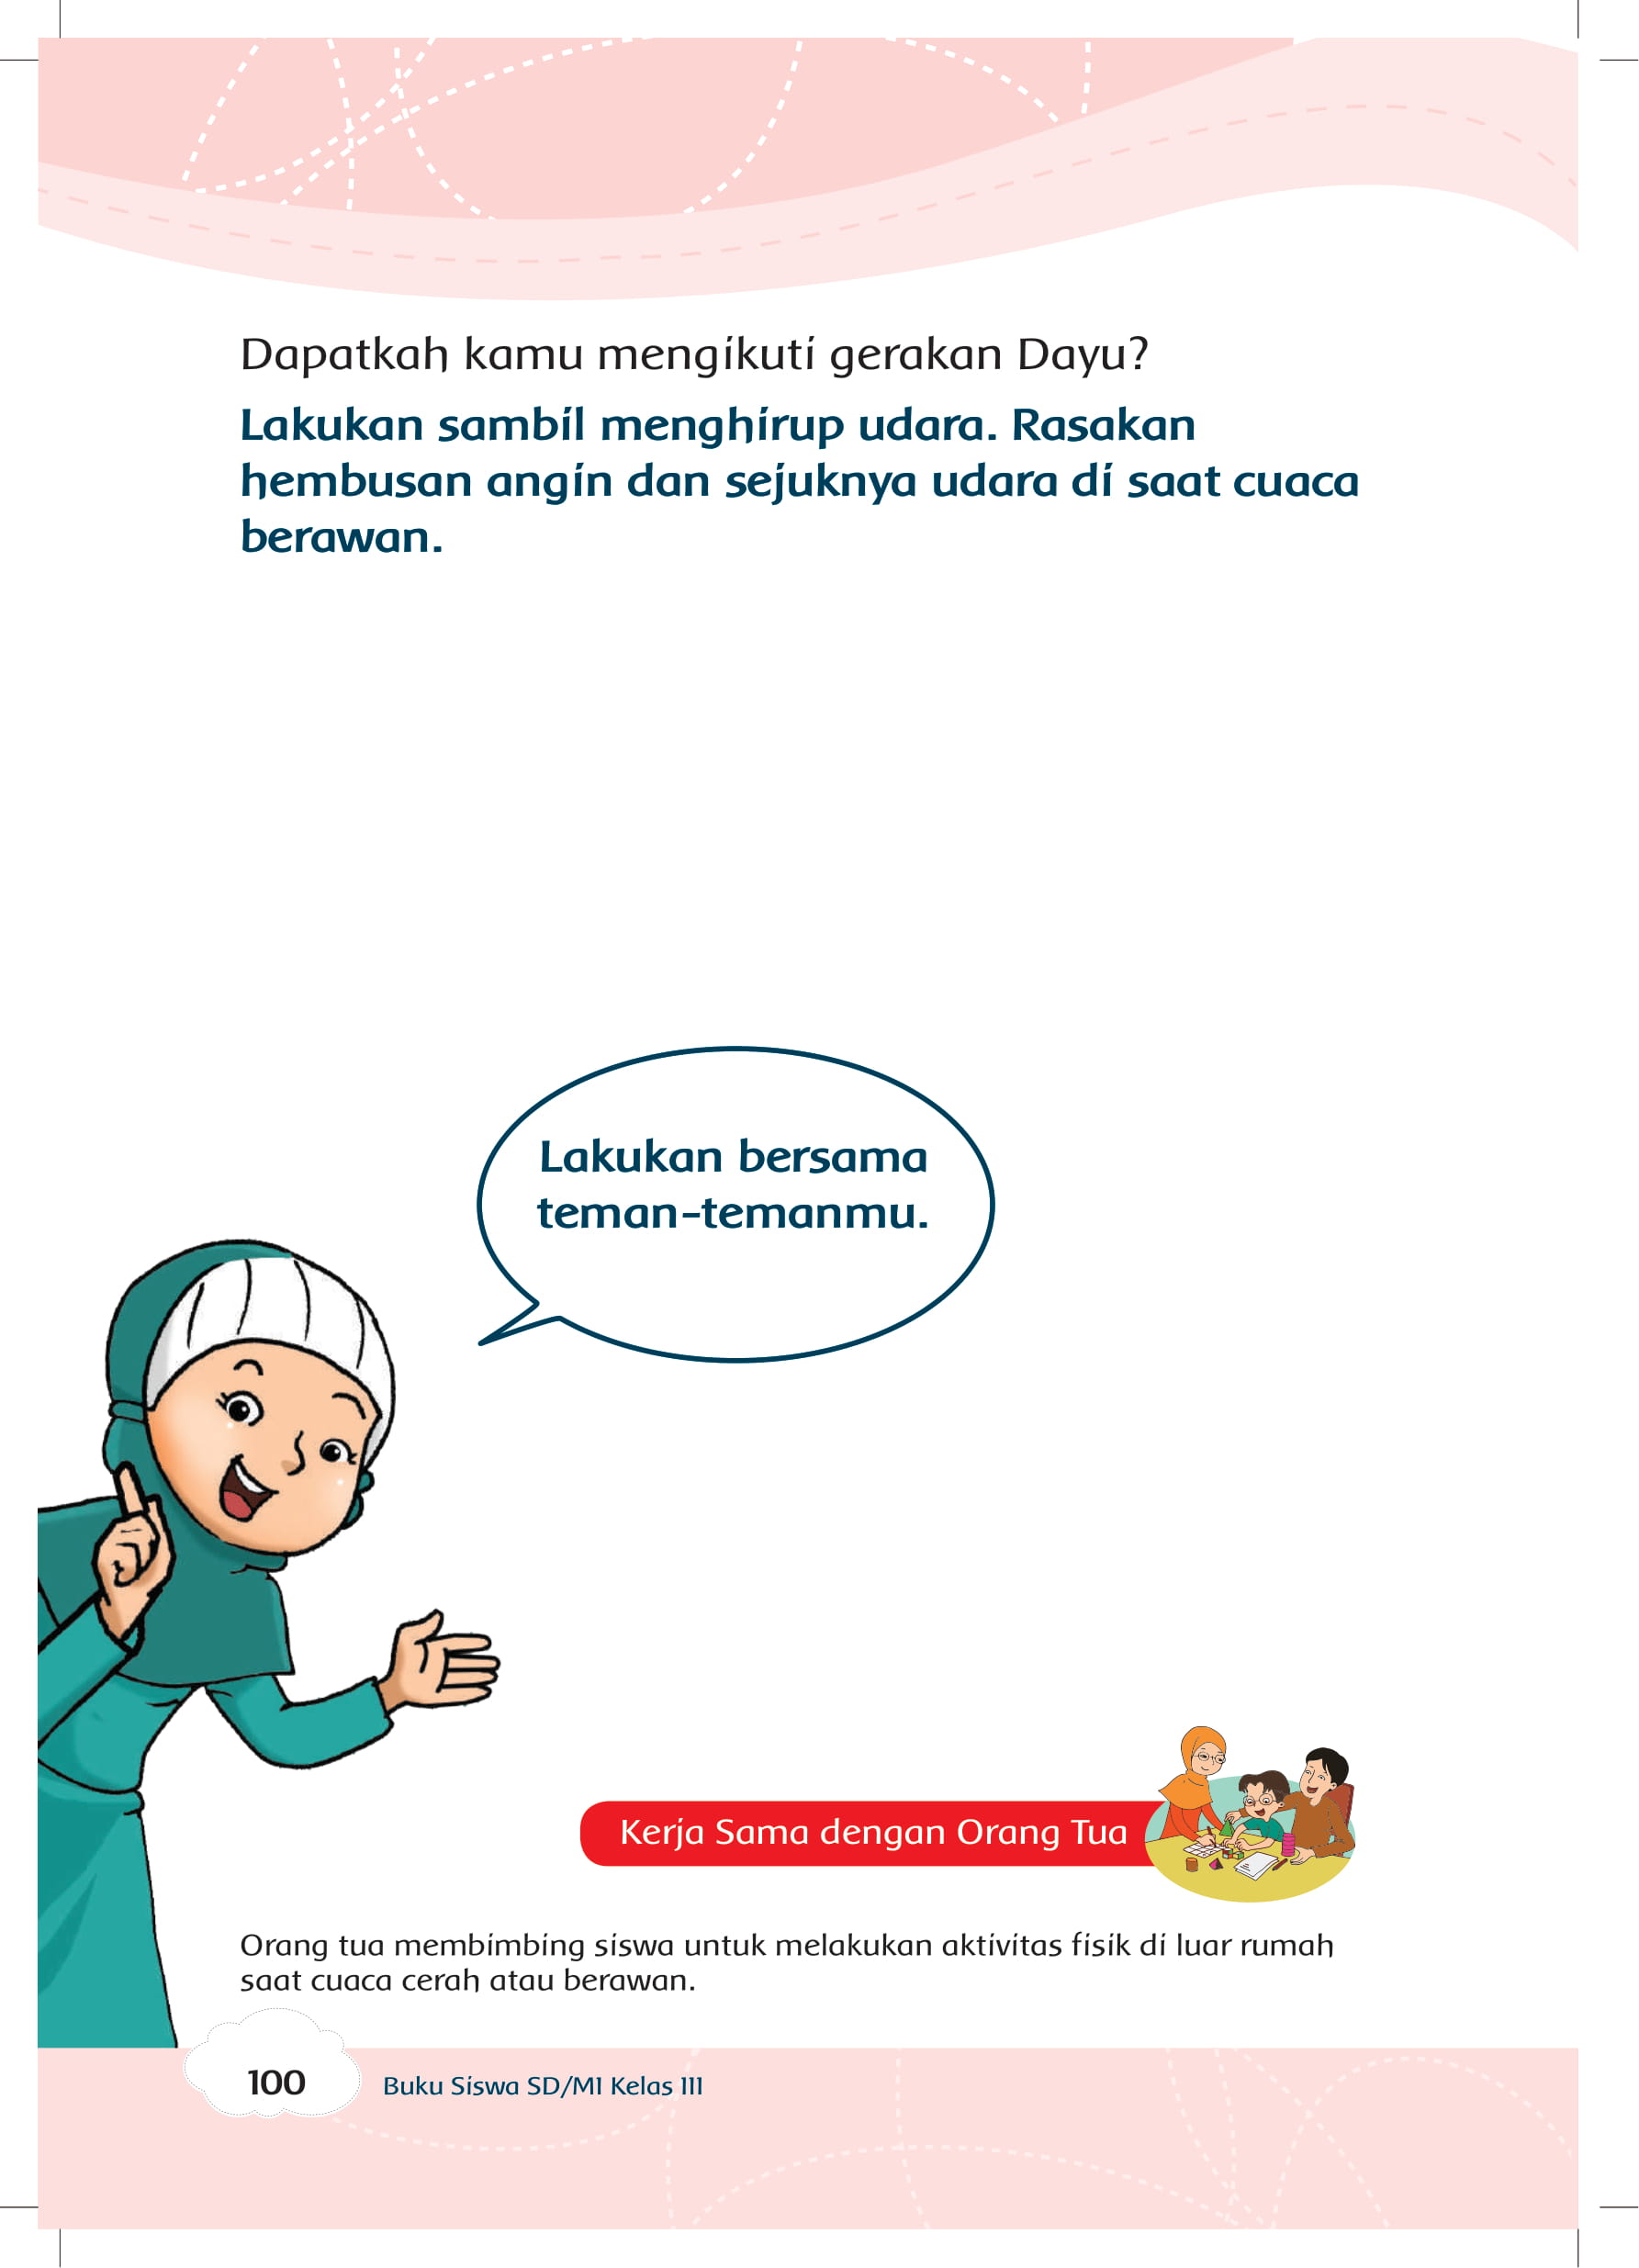 Dapatkah kamu mengikuti gerakan Dayu?
Lakukan sambil menghirup udara. Rasakan
hembusan angin dan sejuknya udara di saat cuaca
berawan.
Lakukan bersama
teman-temanmu.
Kerja Sama dengan Orang Tua
Orang tua membimbing siswa untuk melakukan aktivitas fisik di luar rumah
saat cuaca cerah atau berawan.
100
Buku Siswa SD/MI Kelas III